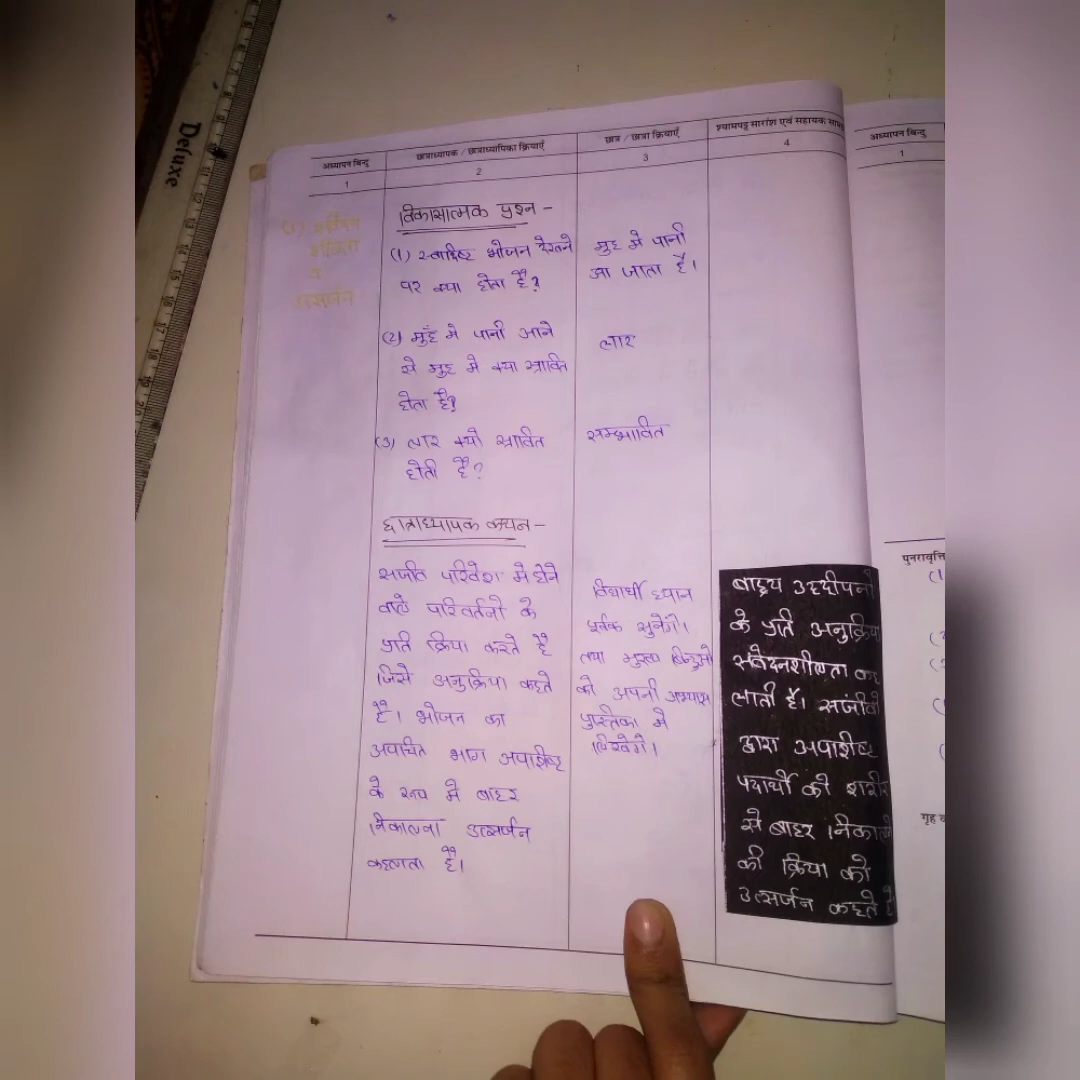 Deluxe
अध्यापन बिन्दु
छात्राध्यापक / छात्राध्यापिका क्रियाएँ
छात्र / छात्रा क्रियाएँ
श्यामपट्ट सारांश एवं सहायक
1
2
3
4
विकासात्मक प्रश्न –
(1) स्वादिष्ट भोजन देखने
पर क्या होता है?
(2) मुँह मे पानी आने
से मुह मे क्या स्रावित
होता है?
(3) लार क्यो स्रावित
होती है?
छात्राध्यापक कथन –
सजीव परिवेश मे होने
वाले परिवर्तनो के
प्रति क्रिया करते है
जिसे अनुक्रिया कहते
है। भोजन का
अपचित भाग अपशिष्ट
के रूप मे बाहर
निकालना उत्सर्जन
कहलाता है।
मुह मे पानी
आ जाता है।
लार
सम्भावित
विद्यार्थी ध्यान
पूर्वक सुनेगे।
तथा मुख्य बिन्दुओ
को अपनी अभ्यास
पुस्तिका मे
लिखेगे।
बाह्य उद्दीपनो
के प्रति अनुक्रिया
संवेदनशीलता कह
लाती है। सजीवो
द्वारा अपशिष्ट
पदार्थो को शरीर
से बाहर निकालने
की क्रिया को
उत्सर्जन कहते है
अध्यापन बिन्दु
1
पुनरावृत्ति
गृह